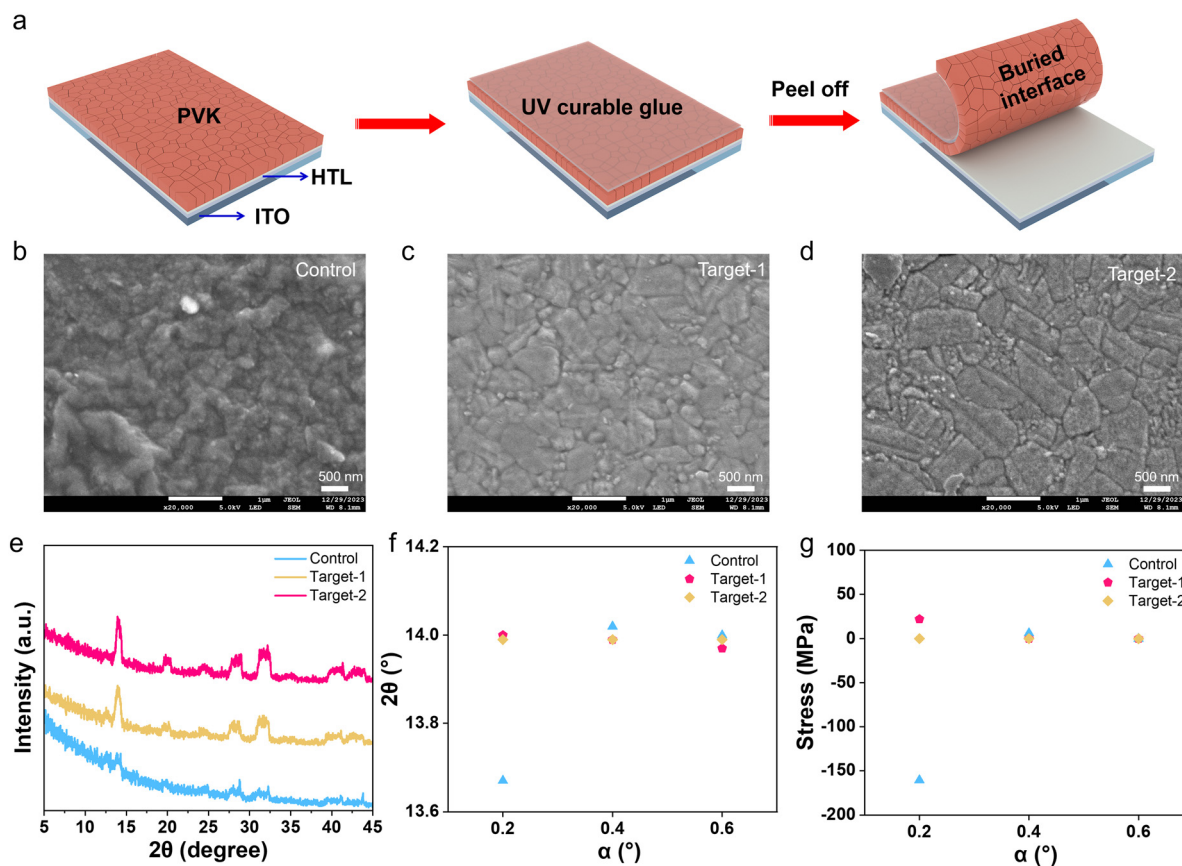 a
PVK
HTL
ITO
UV curable glue
Peel off
Buried
interface
b
Control
500 nm
1μm JEOL 12/29/2023
x20,000 5.0kV LED SEM WD 8.1mm
c
Target-1
500 nm
1μm JEOL 12/29/2023
x20,000 5.0kV LED SEM WD 8.1mm
d
Target-2
500 nm
1μm JEOL 12/29/2023
x20,000 5.0kV LED SEM WD 8.1mm
e
Control
Target-1
Target-2
Intensity (a.u.)
5 10 15 20 25 30 35 40 45
2θ (degree)
f
Control
Target-1
Target-2
2θ (°)
14.2
14.0
13.8
13.6
0.2 0.4 0.6
α (°)
g
Control
Target-1
Target-2
Stress (MPa)
100
50
0
-50
-100
-150
-200
0.2 0.4 0.6
α (°)